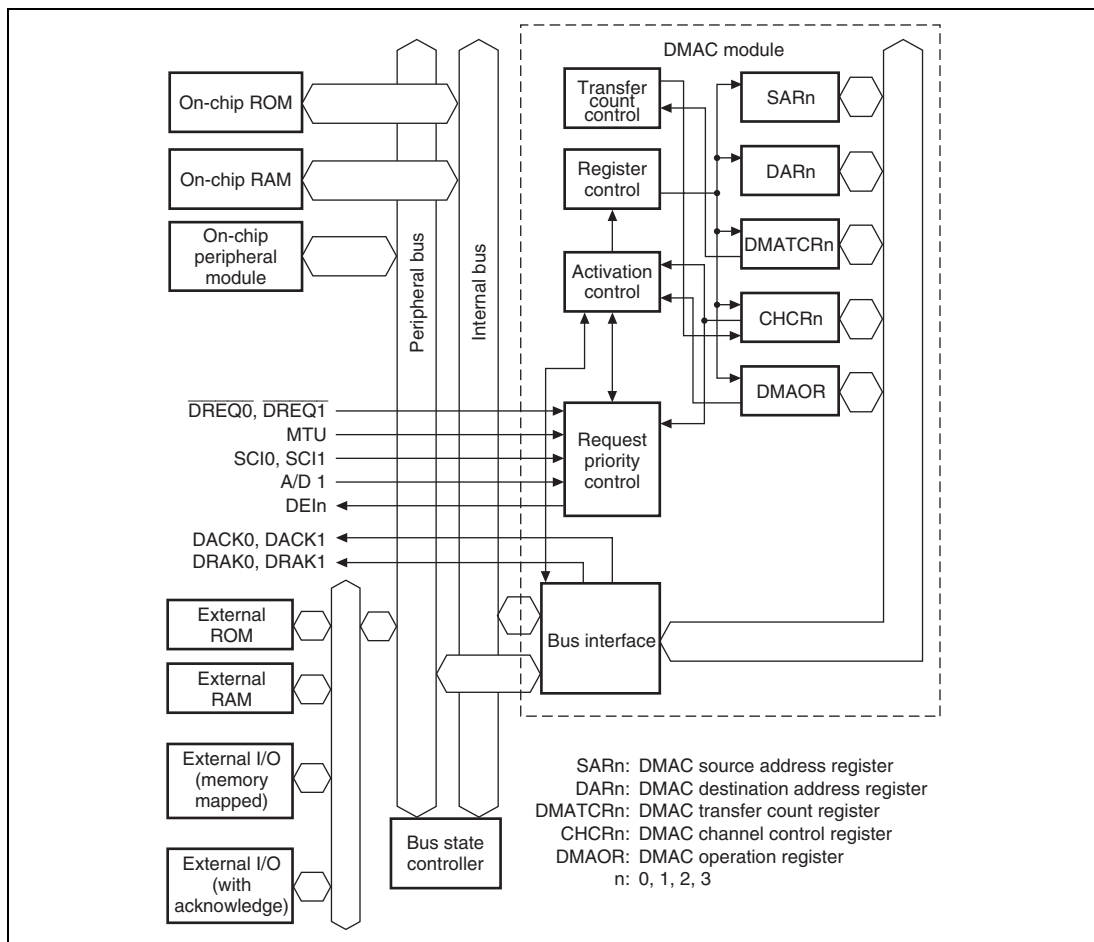 DMAC module
On-chip ROM
On-chip RAM
On-chip
peripheral
module
Peripheral bus
Internal bus
Transfer
count
control
Register
control
Activation
control
Request
priority
control
SARn
DARn
DMATCRn
CHCRn
DMAOR
D̅R̅E̅Q̅0̅, D̅R̅E̅Q̅1̅
MTU
SCI0, SCI1
A/D 1
DEIn
DACK0, DACK1
DRAK0, DRAK1
External
ROM
External
RAM
External I/O
(memory
mapped)
External I/O
(with
acknowledge)
Bus interface
Bus state
controller
SARn: DMAC source address register
DARn: DMAC destination address register
DMATCRn: DMAC transfer count register
CHCRn: DMAC channel control register
DMAOR: DMAC operation register
n: 0, 1, 2, 3